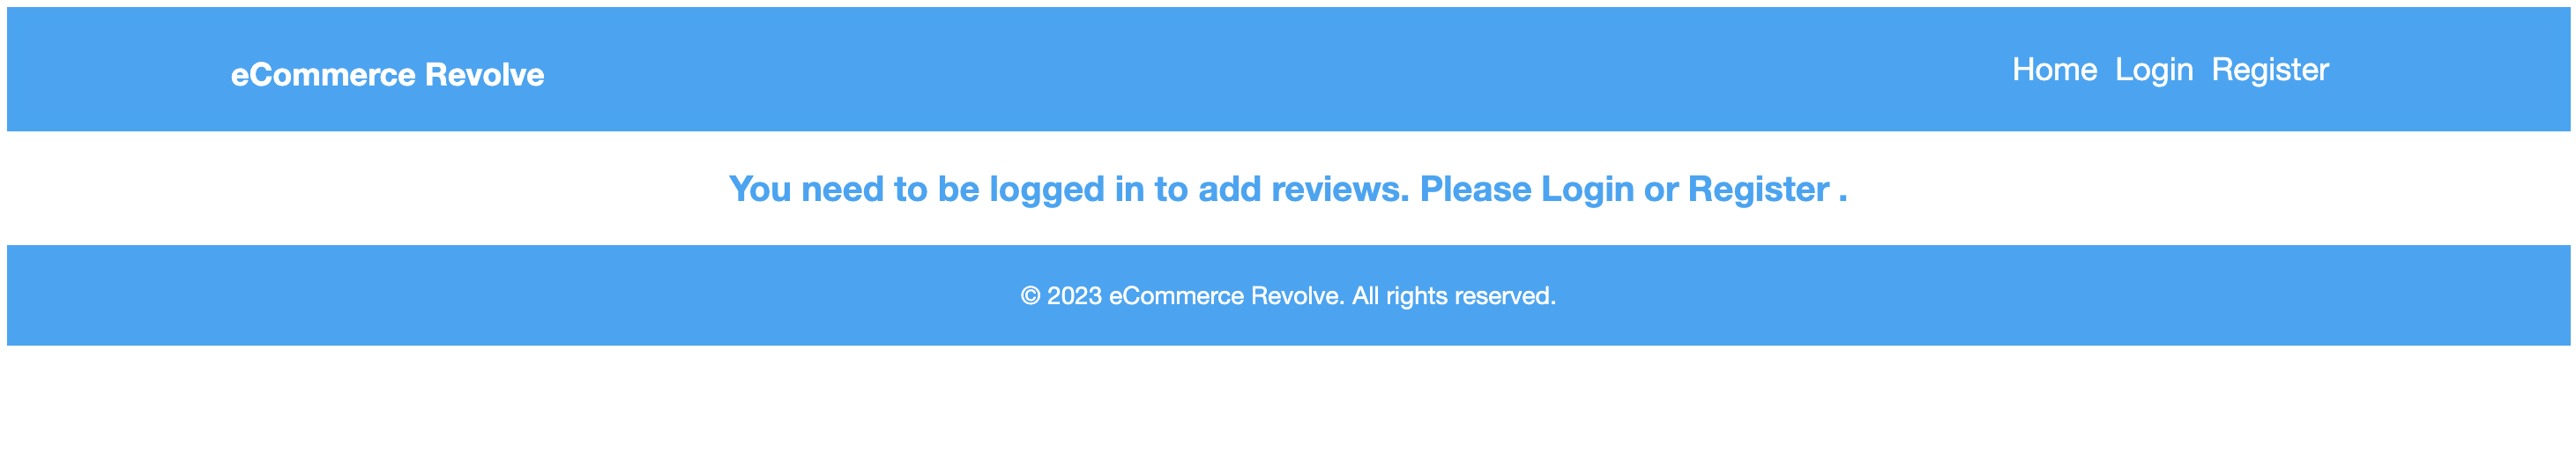 eCommerce Revolve
Home Login Register
You need to be logged in to add reviews. Please Login or Register .
© 2023 eCommerce Revolve. All rights reserved.